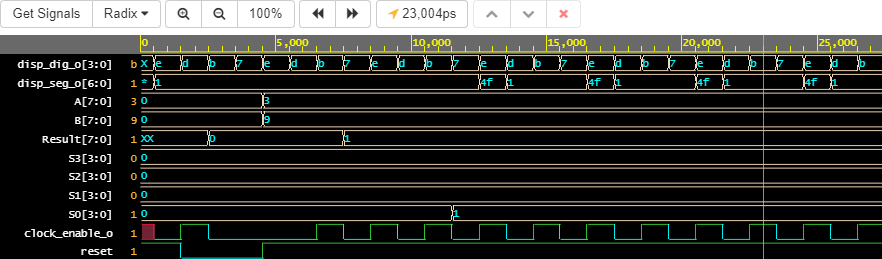 Get Signals Radix 100% 23,004ps
0 5,000 10,000 15,000 20,000 25,000
disp_dig_o[3:0] b X e d b 7 e d b 7 e d b 7 e d b 7 e d b 7 e d b 7 e d b
disp_seg_o[6:0] 1 * 1 4f 1 4f 1 4f 1 4f 1
A[7:0] 3 0 3
B[7:0] 9 0 9
Result[7:0] 1 XX 0 1
S3[3:0] 0 0
S2[3:0] 0 0
S1[3:0] 0 0
S0[3:0] 1 0 1
clock_enable_o 1
reset 1